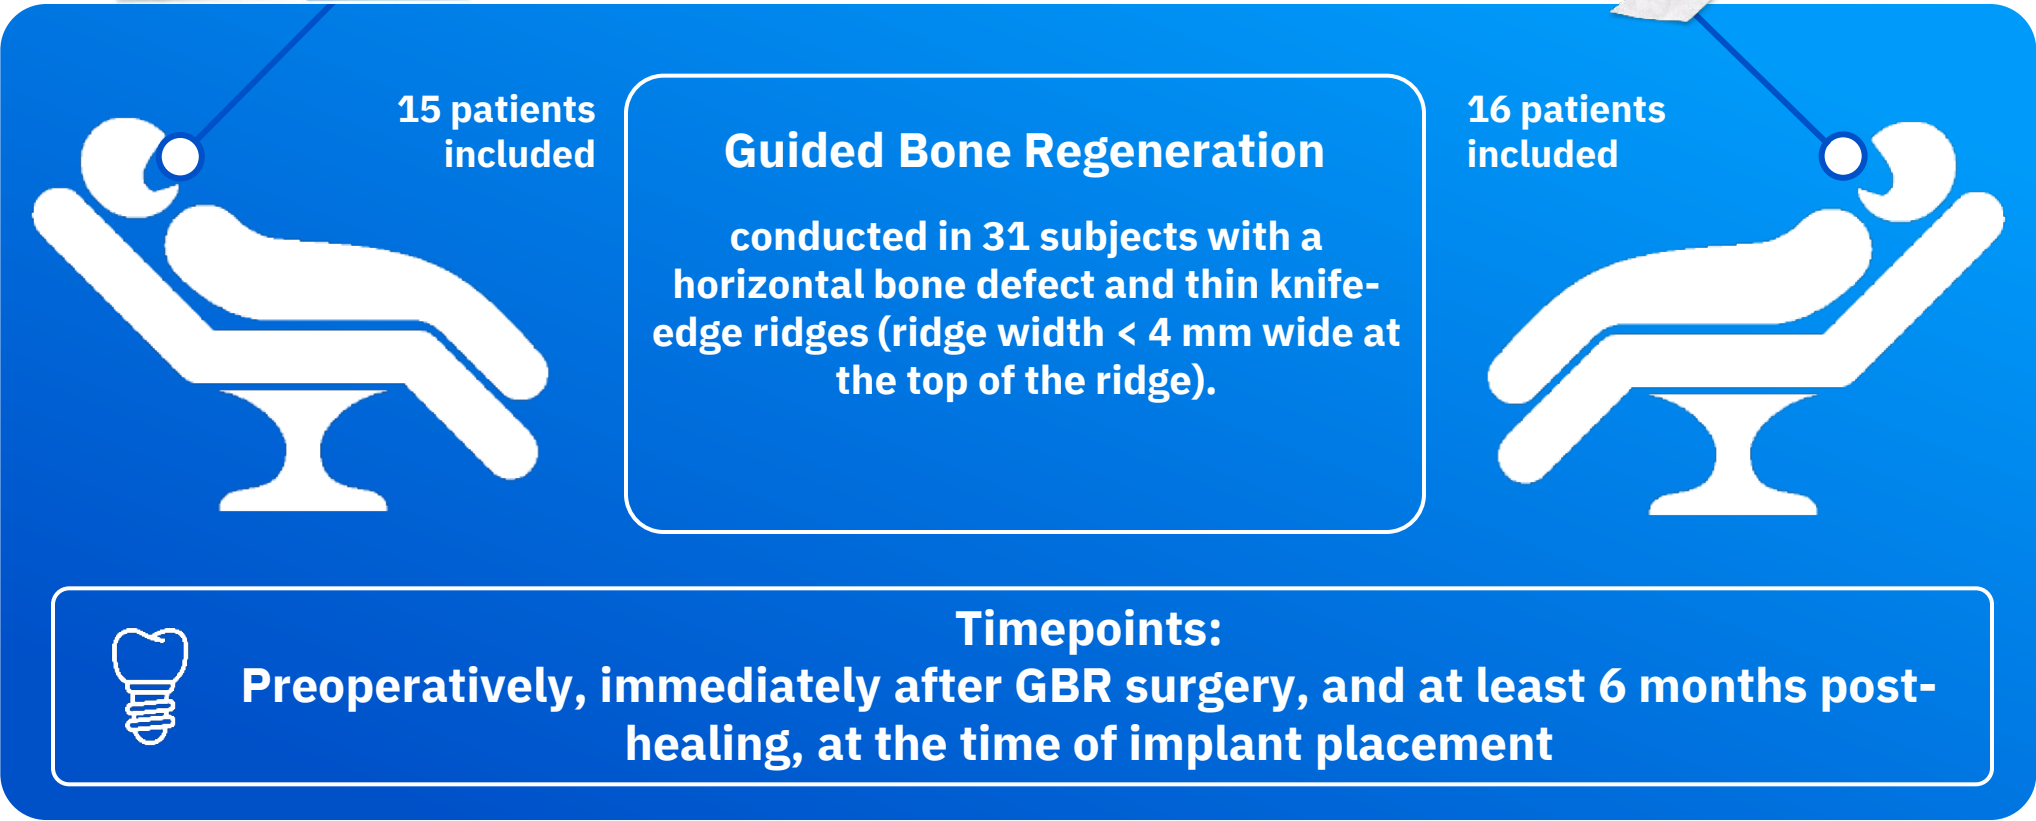 15 patients
included
Guided Bone Regeneration
conducted in 31 subjects with a
horizontal bone defect and thin knife-
edge ridges (ridge width < 4 mm wide at
the top of the ridge).
16 patients
included
Timepoints:
Preoperatively, immediately after GBR surgery, and at least 6 months post-
healing, at the time of implant placement